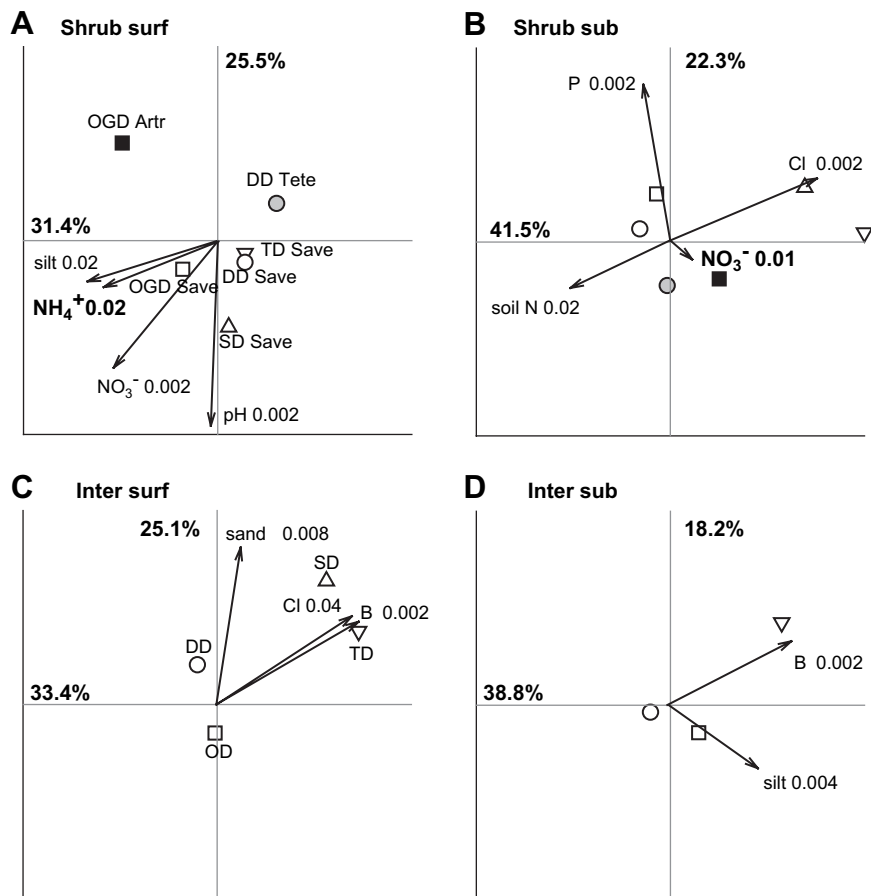 A Shrub surf
25.5%
OGD Artr
DD Tete
31.4%
TD Save
silt 0.02
OGD Save
DD Save
NH₄⁺ 0.02
SD Save
NO₃⁻ 0.002
pH 0.002
B Shrub sub
22.3%
P 0.002
Cl 0.002
41.5%
NO₃⁻ 0.01
soil N 0.02
C Inter surf
25.1%
sand 0.008
SD
Cl 0.04
B 0.002
DD
TD
33.4%
OD
D Inter sub
18.2%
B 0.002
38.8%
silt 0.004